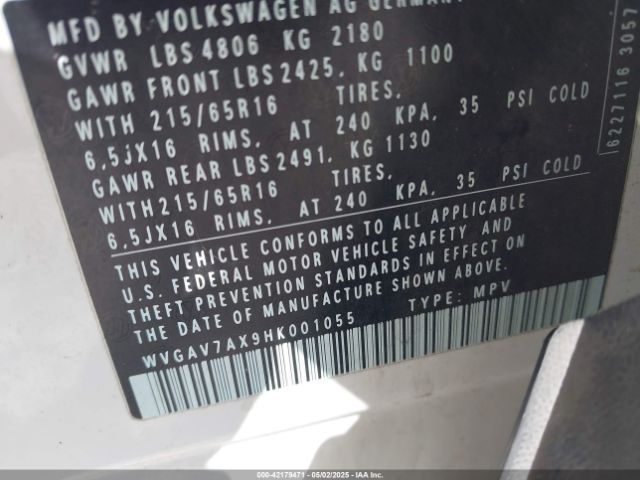 MFD BY VOLKSWAGEN AG GERMAN
GVWR LBS 4806 KG 2180
GAWR FRONT LBS 2425, KG 1100
WITH 215/65R16 TIRES,
6,5JX16 RIMS, AT 240 KPA, 35 PSI COLD
GAWR REAR LBS 2491, KG 1130
WITH 215/65R16 TIRES,
6,5JX16 RIMS, AT 240 KPA, 35 PSI COLD
THIS VEHICLE CONFORMS TO ALL APPLICABLE
U.S. FEDERAL MOTOR VEHICLE SAFETY AND
THEFT PREVENTION STANDARDS IN EFFECT ON
THE DATE OF MANUFACTURE SHOWN ABOVE.
WVGAV7AX9HK001055 TYPE: MPV
6227116 3057
000-42179471 - 05/02/2025 - IAA Inc.